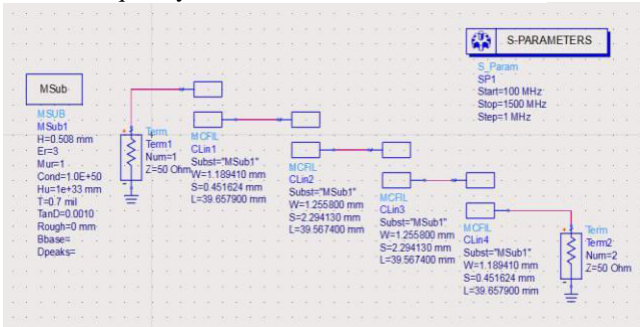 S-PARAMETERS
S_Param
SP1
Start=100 MHz
Stop=1500 MHz
Step=1 MHz
MSub
MSUB
MSub1
H=0.508 mm
Er=3
Mur=1
Cond=1.0E+50
Hu=1e+33 mm
T=0.7 mil
TanD=0.0010
Rough=0 mm
Bbase=
Dpeaks=
Term
Term1
Num=1
Z=50 Ohm
MCFIL
CLin1
Subst="MSub1"
W=1.189410 mm
S=0.451624 mm
L=39.657900 mm
MCFIL
CLin2
Subst="MSub1"
W=1.255800 mm
S=2.294130 mm
L=39.567400 mm
MCFIL
CLin3
Subst="MSub1"
W=1.255800 mm
S=2.294130 mm
L=39.567400 mm
MCFIL
CLin4
Subst="MSub1"
W=1.189410 mm
S=0.451624 mm
L=39.657900 mm
Term
Term2
Num=2
Z=50 Ohm